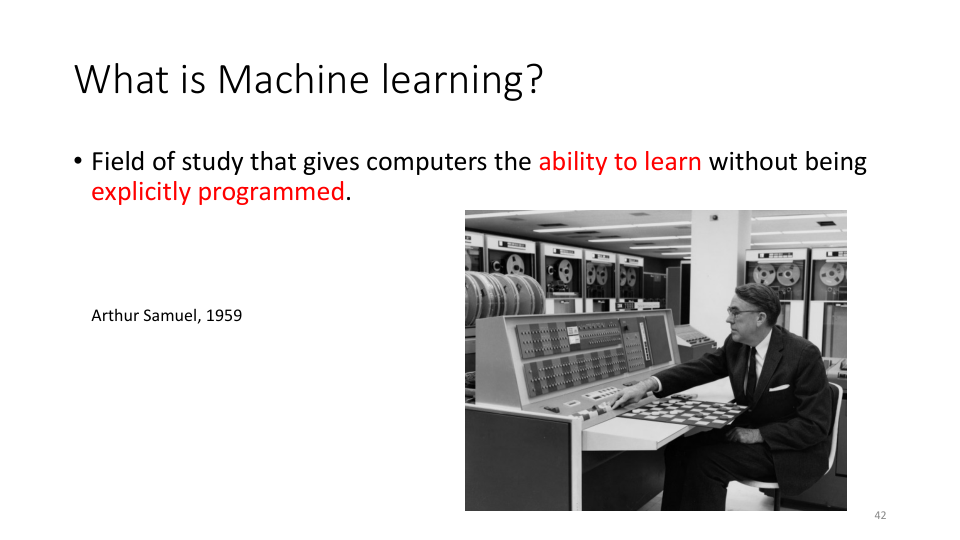 What is Machine learning?
• Field of study that gives computers the ability to learn without being
explicitly programmed.
Arthur Samuel, 1959
42